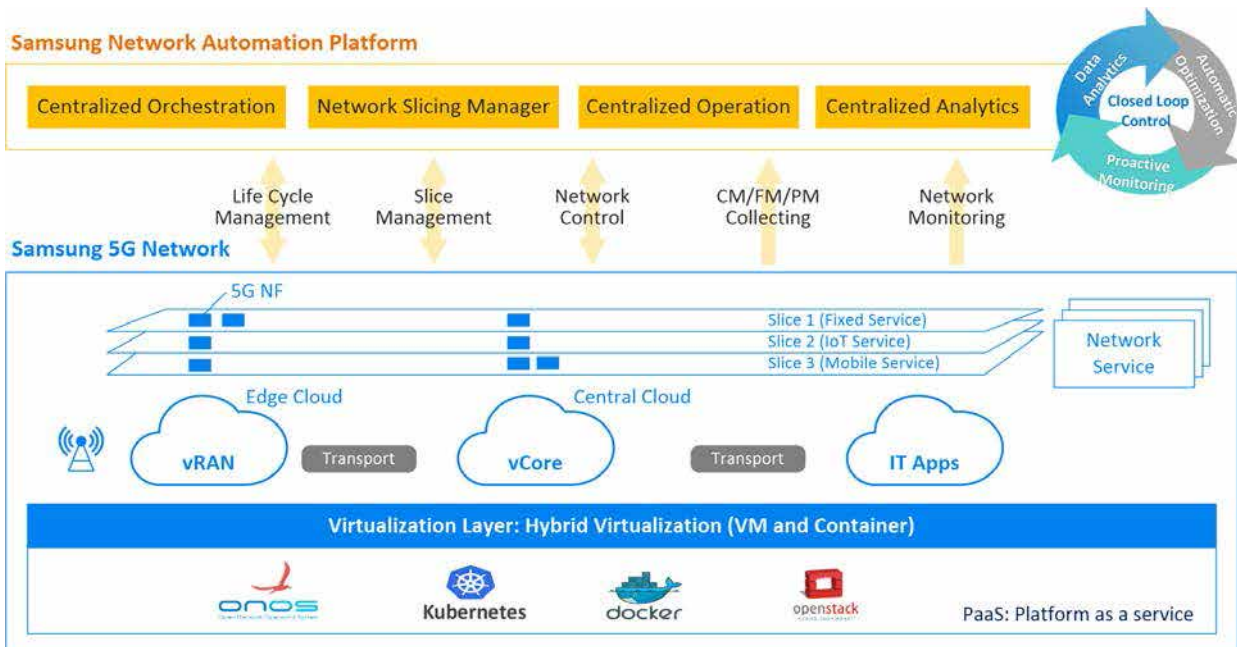 Samsung Network Automation Platform
Centralized Orchestration
Network Slicing Manager
Centralized Operation
Centralized Analytics
Data
Analytics
Automatic
Optimization
Closed Loop
Control
Proactive
Monitoring
Life Cycle
Management
Slice
Management
Network
Control
CM/FM/PM
Collecting
Network
Monitoring
Samsung 5G Network
5G NF
Slice 1 (Fixed Service)
Slice 2 (IoT Service)
Slice 3 (Mobile Service)
Network
Service
Edge Cloud
Central Cloud
vRAN
Transport
vCore
Transport
IT Apps
Virtualization Layer: Hybrid Virtualization (VM and Container)
onos
Open Network Operating System
Kubernetes
docker
openstack
PaaS: Platform as a service